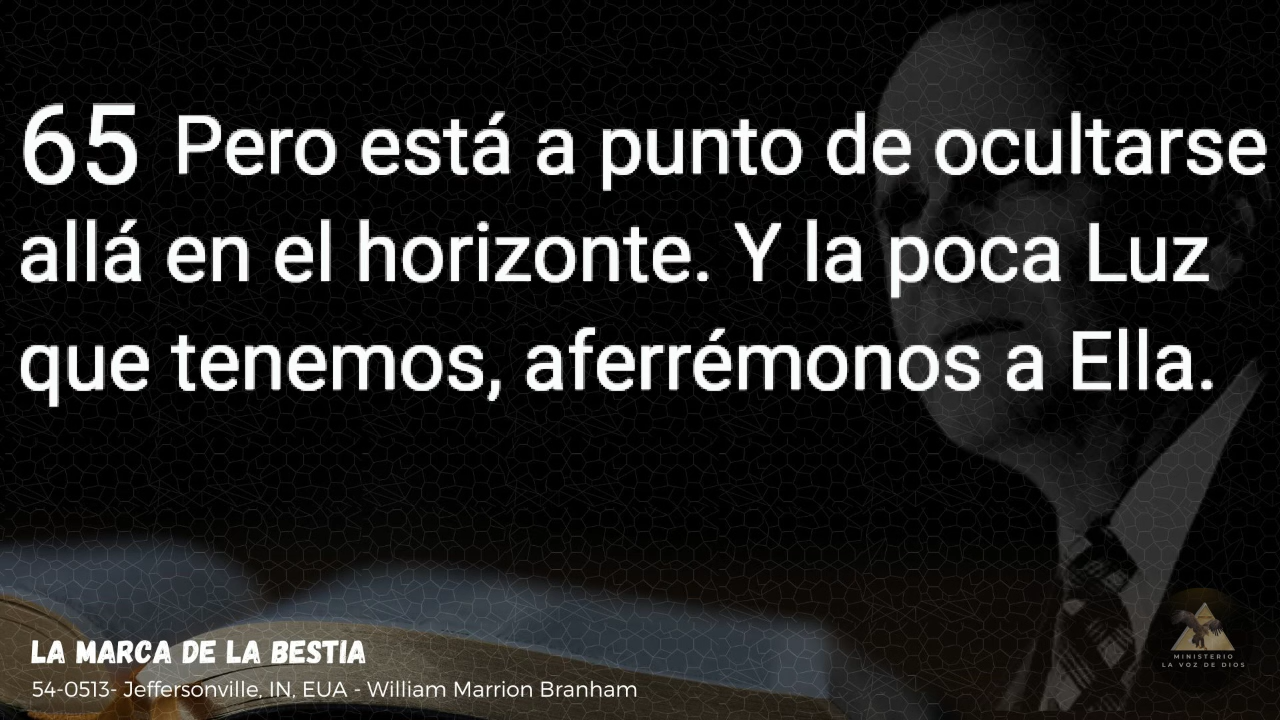 65 Pero está a punto de ocultarse
allá en el horizonte. Y la poca Luz
que tenemos, aferrémonos a Ella.
LA MARCA DE LA BESTIA
54-0513- Jeffersonville, IN, EUA - William Marrion Branham
MINISTERIO
LA VOZ DE DIOS